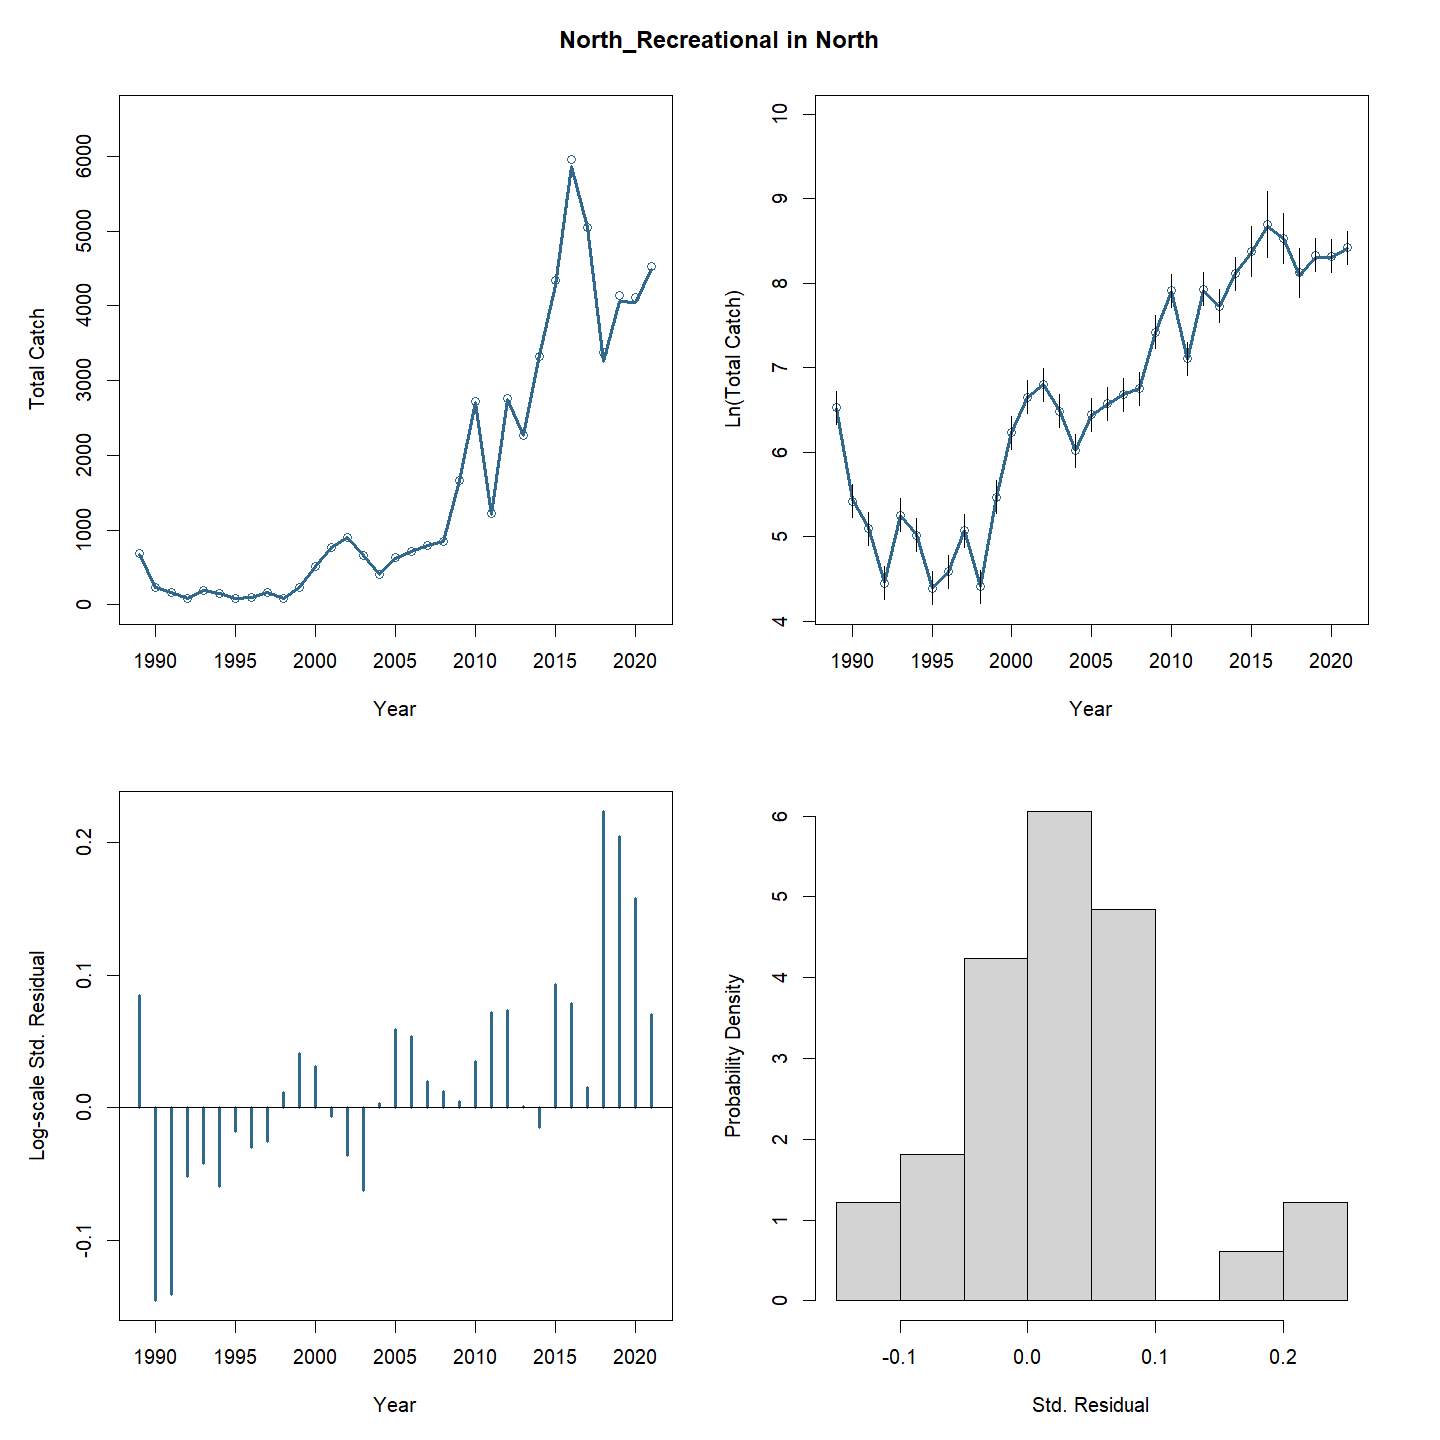 North_Recreational in North
Total Catch
6000
5000
4000
3000
2000
1000
0
1990 1995 2000 2005 2010 2015 2020
Year
Ln(Total Catch)
10
9
8
7
6
5
4
1990 1995 2000 2005 2010 2015 2020
Year
Log-scale Std. Residual
0.2
0.1
0.0
-0.1
1990 1995 2000 2005 2010 2015 2020
Year
Probability Density
6
5
4
3
2
1
0
-0.1 0.0 0.1 0.2
Std. Residual